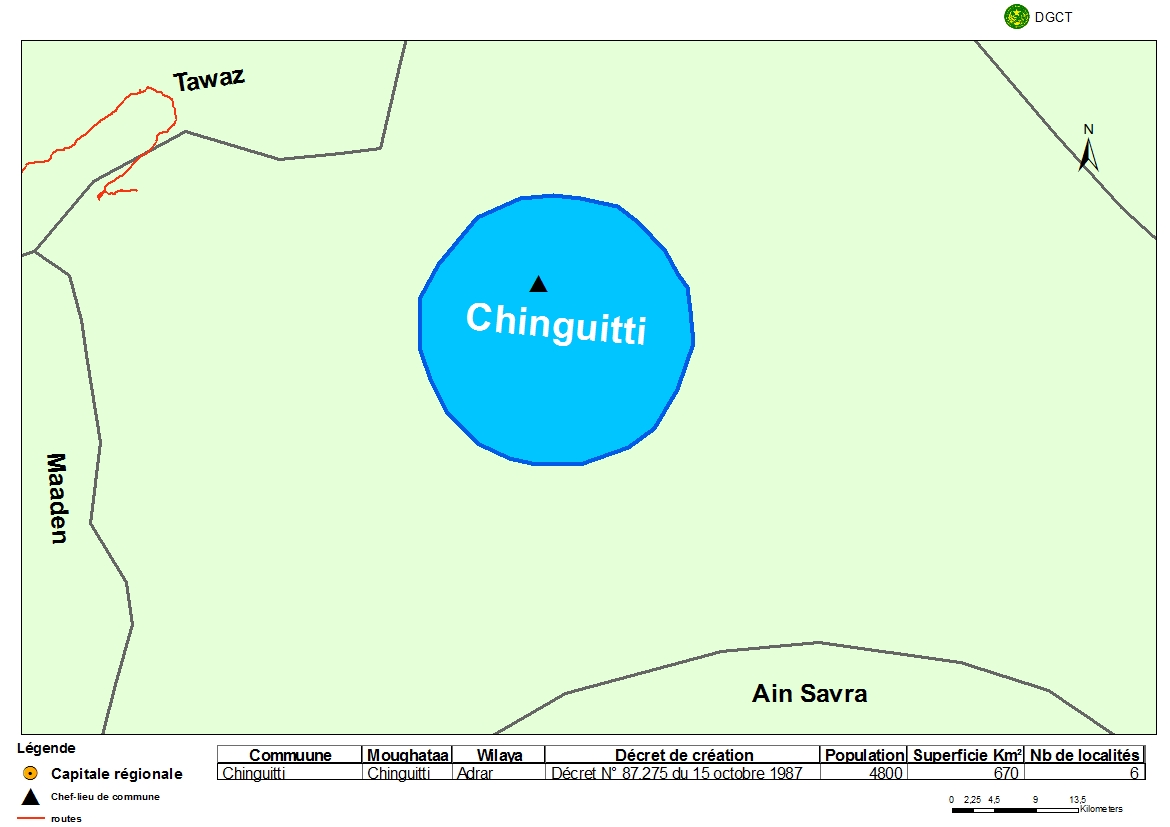 DGCT
Tawaz
N
Chinguitti
Maaden
Ain Savra
Légende
Capitale régionale
Chef-lieu de commune
routes
Commuune Moughataa Wilaya Décret de création Population Superficie Km² Nb de localités
Chinguitti Chinguitti Adrar Décret N° 87.275 du 15 octobre 1987 4800 670 6
0 2,25 4,5 9 13,5
Kilometers